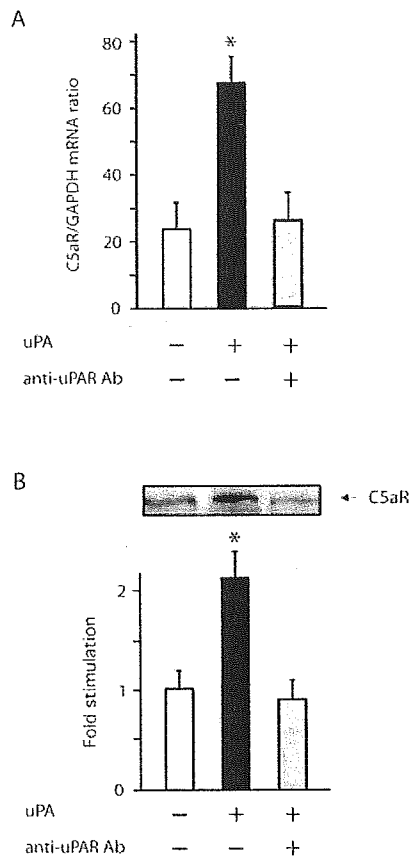 A
C5aR/GAPDH mRNA ratio
80
60
40
20
0
*
uPA − + +
anti-uPAR Ab − − +
B
← C5aR
Fold stimulation
2
1
0
*
uPA − + +
anti-uPAR Ab − − +